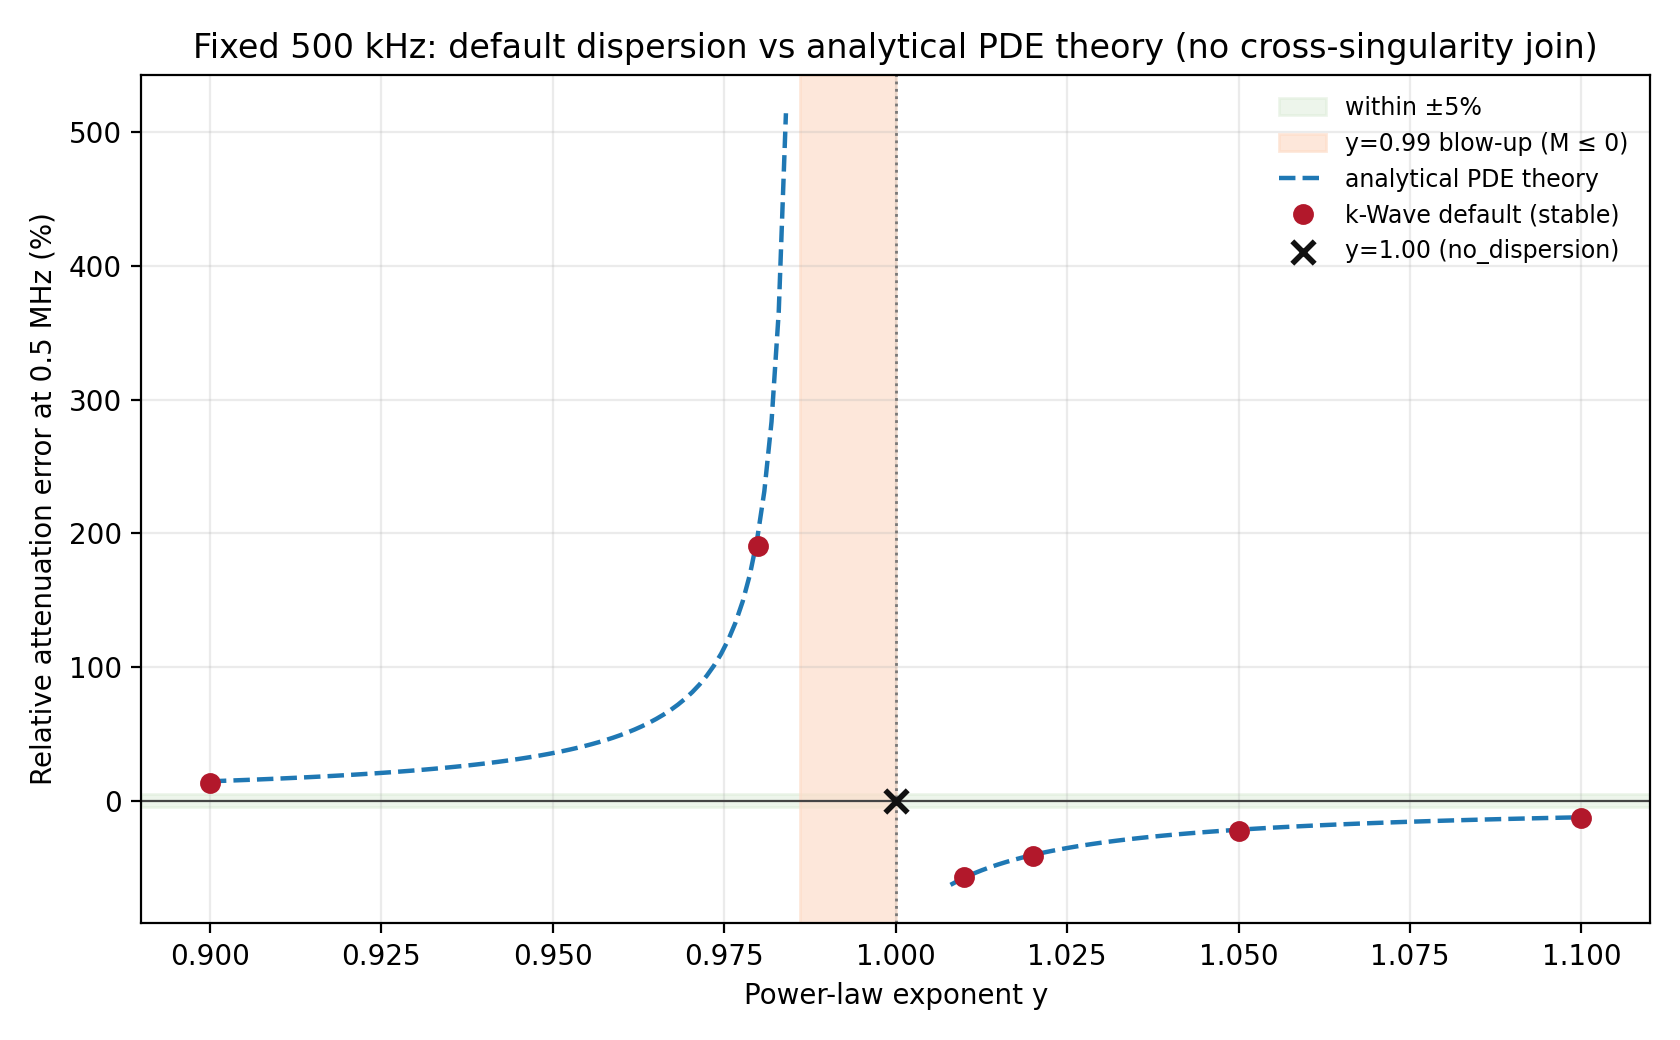 Fixed 500 kHz: default dispersion vs analytical PDE theory (no cross-singularity join)
within ±5%
y=0.99 blow-up (M ≤ 0)
analytical PDE theory
k-Wave default (stable)
y=1.00 (no_dispersion)
Relative attenuation error at 0.5 MHz (%)
500
400
300
200
100
0
0.900 0.925 0.950 0.975 1.000 1.025 1.050 1.075 1.100
Power-law exponent y